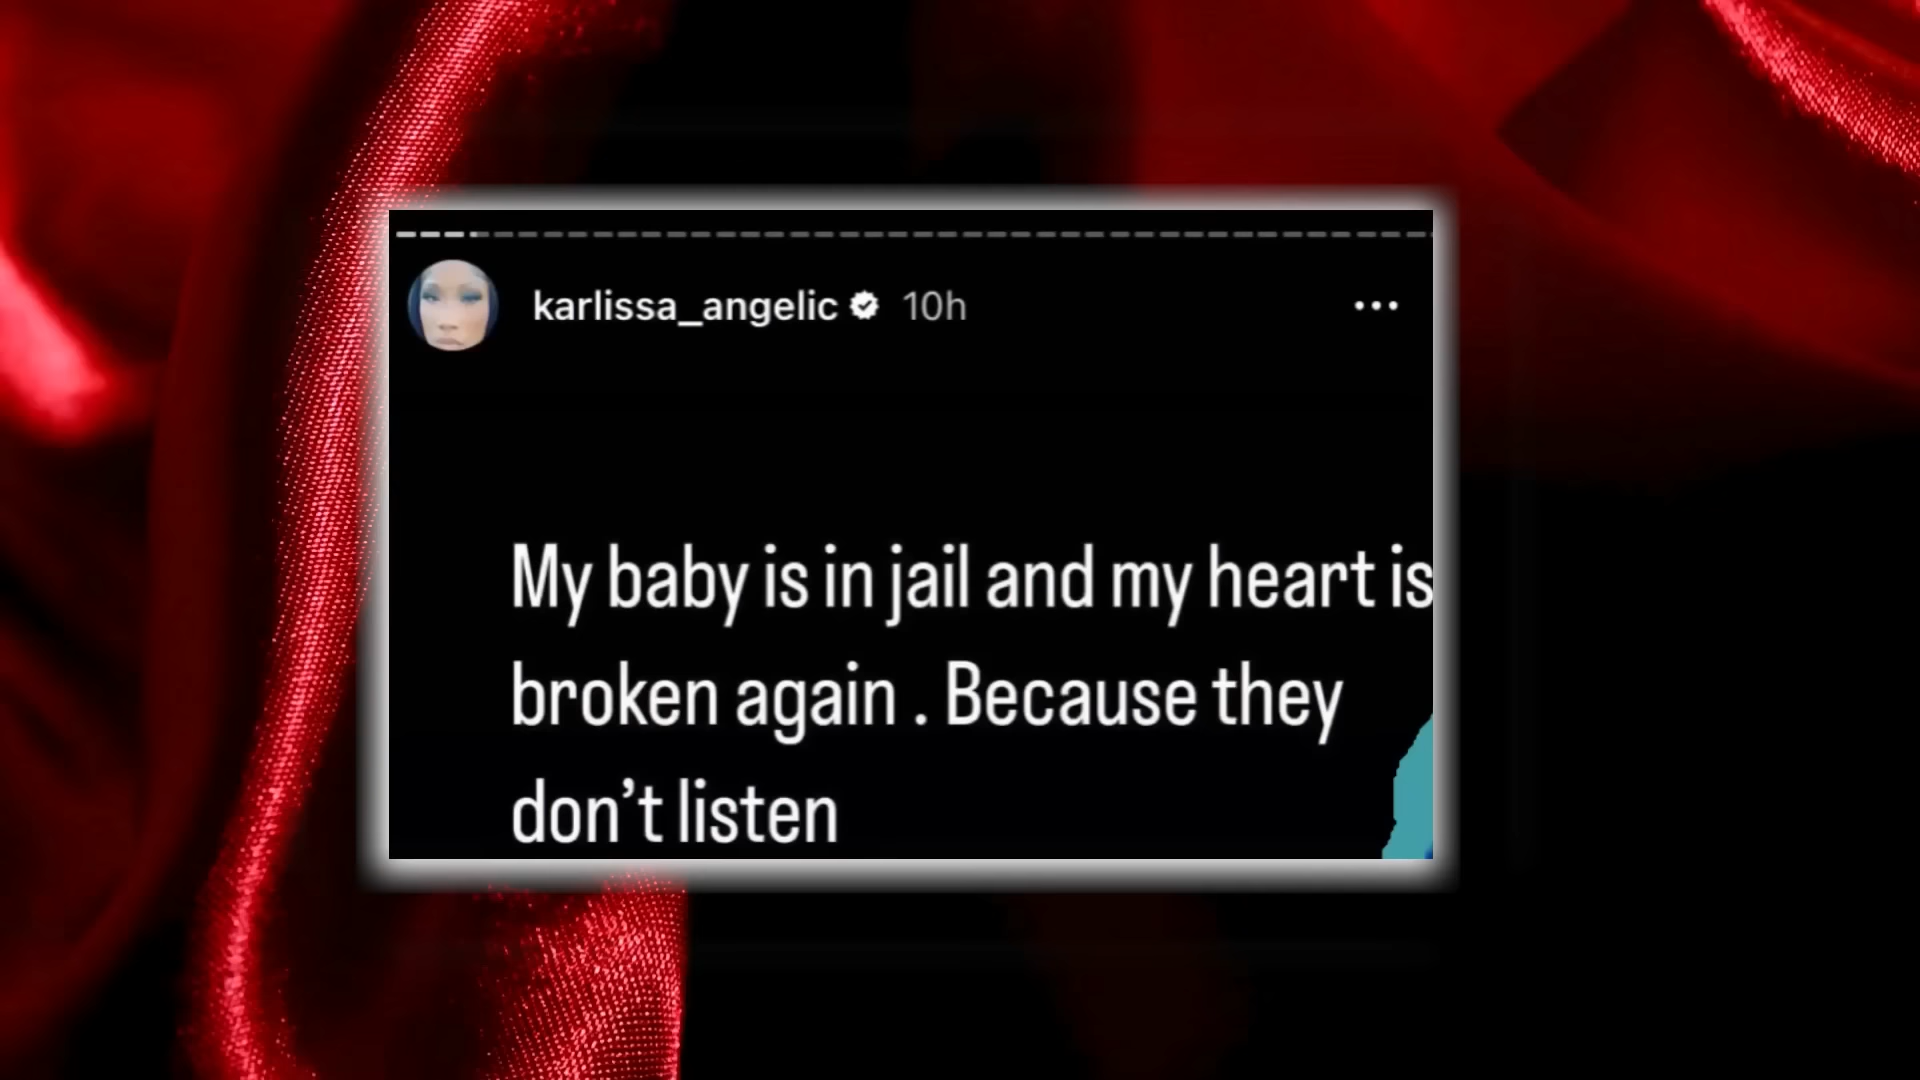 karlissa_angelic 10h
My baby is in jail and my heart is
broken again . Because they
don’t listen